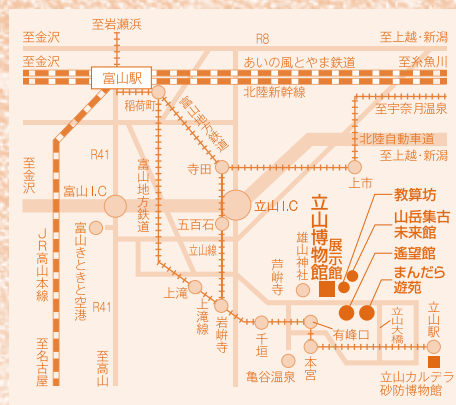 至岩瀬浜
至金沢
R8
至上越・新潟
至金沢
あいの風とやま鉄道
至糸魚川
富山駅
北陸新幹線
稲荷町
富山地方鉄道
至宇奈月温泉
北陸自動車道
至上越・新潟
R41
至金沢
富山地方鉄道
寺田
上市
富山I.C
立山I.C
教算坊
山岳集古
未来館
遙望館
まんだら
遊苑
立山博物館
展示館
五百石
立山線
芦峅寺
雄山神社
富山きときと空港
JR高山本線
R41
上滝
上滝線
岩峅寺
千垣
有峰口
立山大橋
立山駅
至名古屋
至高山
亀谷温泉
本宮
立山カルデラ
砂防博物館